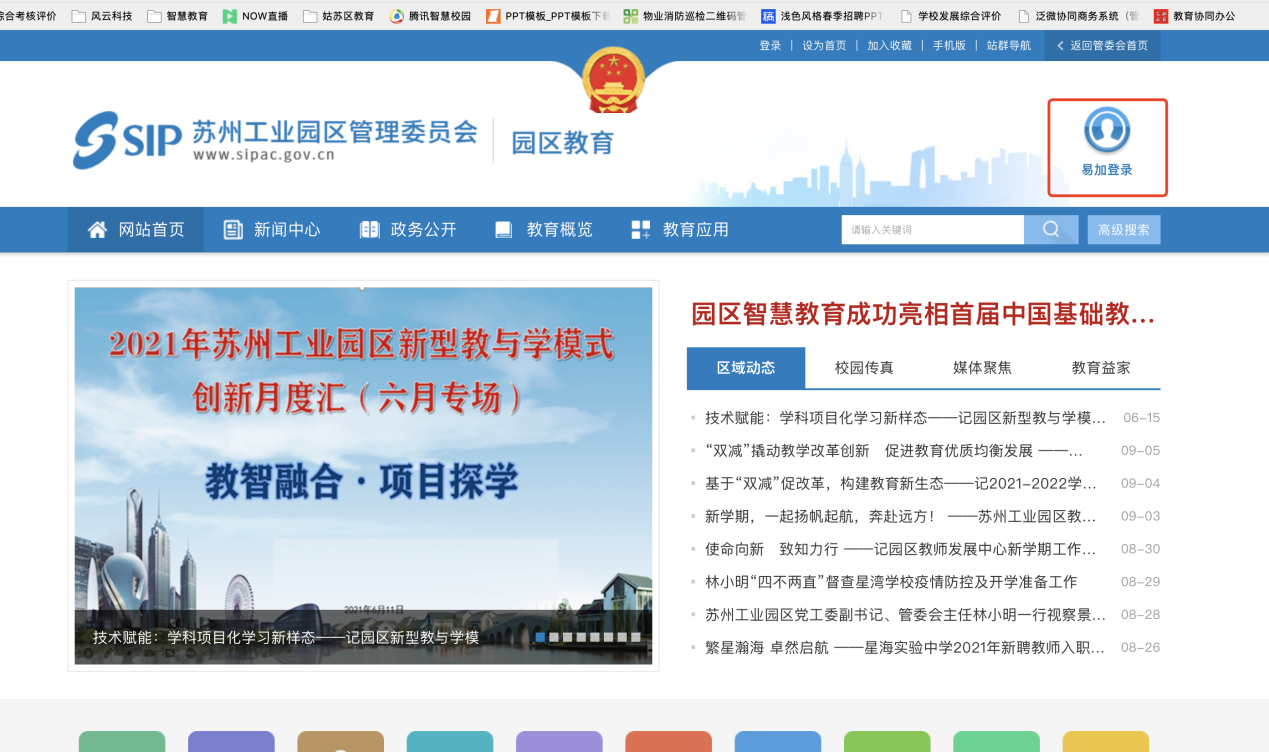 综合考核评价 风云科技 智慧教育 NOW直播 姑苏区教育 腾讯智慧校园 PPT模板_PPT模板下载 物业消防巡检二维码管 浅色风格春季招聘PPT 学校发展综合评价 泛微协同商务系统（管 教育协同办公
登录 | 设为首页 | 加入收藏 | 手机版 | 站群导航 返回管委会首页
SIP 苏州工业园区管理委员会 园区教育
www.sipac.gov.cn
易加登录
网站首页 新闻中心 政务公开 教育概览 教育应用 请输入关键词 高级搜索
2021年苏州工业园区新型教与学模式
创新月度汇（六月专场）
教智融合·项目探学
2021年6月11日
技术赋能：学科项目化学习新样态——记园区新型教与学模
园区智慧教育成功亮相首届中国基础教...
区域动态 校园传真 媒体聚焦 教育益家
技术赋能：学科项目化学习新样态——记园区新型教与学模... 06-15
“双减”撬动教学改革创新　促进教育优质均衡发展 ——... 09-05
基于“双减”促改革，构建教育新生态——记2021-2022学... 09-04
新学期，一起扬帆起航，奔赴远方！ ——苏州工业园区教... 09-03
使命向新　致知力行 ——记园区教师发展中心新学期工作... 08-30
林小明“四不两直”督查星湾学校疫情防控及开学准备工作 08-29
苏州工业园区党工委副书记、管委会主任林小明一行视察景... 08-28
繁星瀚海 卓然启航 ——星海实验中学2021年新聘教师入职... 08-26